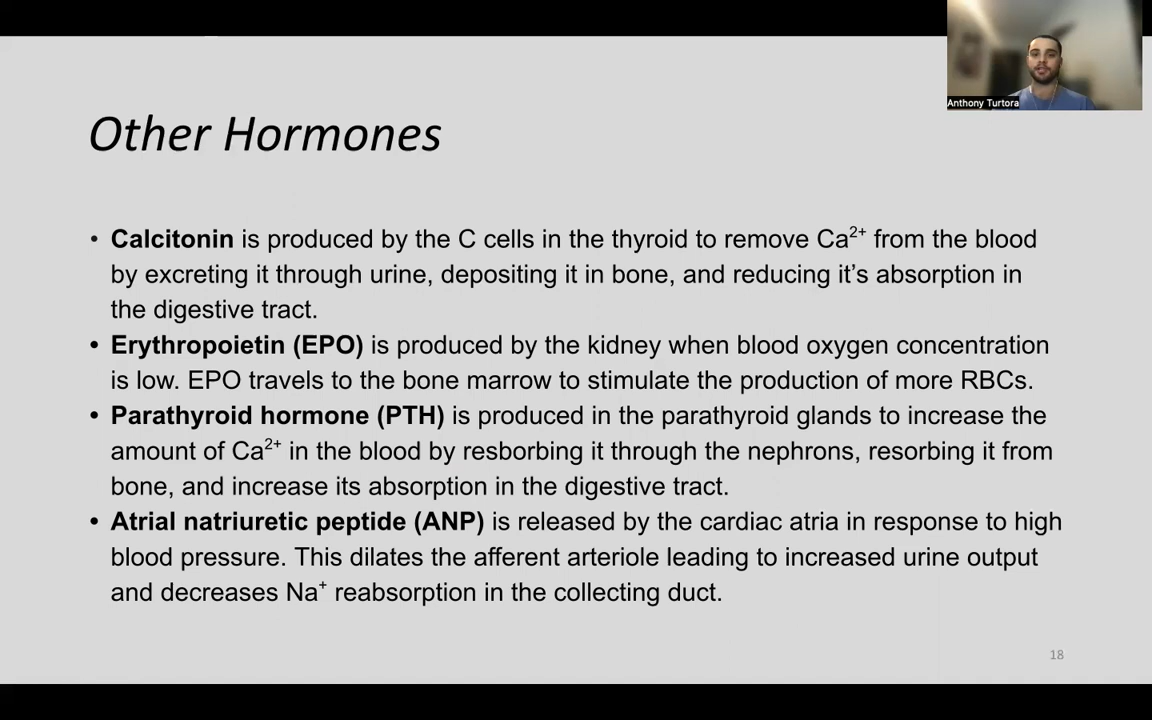 Anthony Turtora
Other Hormones
• Calcitonin is produced by the C cells in the thyroid to remove Ca2+ from the blood
by excreting it through urine, depositing it in bone, and reducing it’s absorption in
the digestive tract.
• Erythropoietin (EPO) is produced by the kidney when blood oxygen concentration
is low. EPO travels to the bone marrow to stimulate the production of more RBCs.
• Parathyroid hormone (PTH) is produced in the parathyroid glands to increase the
amount of Ca2+ in the blood by resborbing it through the nephrons, resorbing it from
bone, and increase its absorption in the digestive tract.
• Atrial natriuretic peptide (ANP) is released by the cardiac atria in response to high
blood pressure. This dilates the afferent arteriole leading to increased urine output
and decreases Na+ reabsorption in the collecting duct.
18